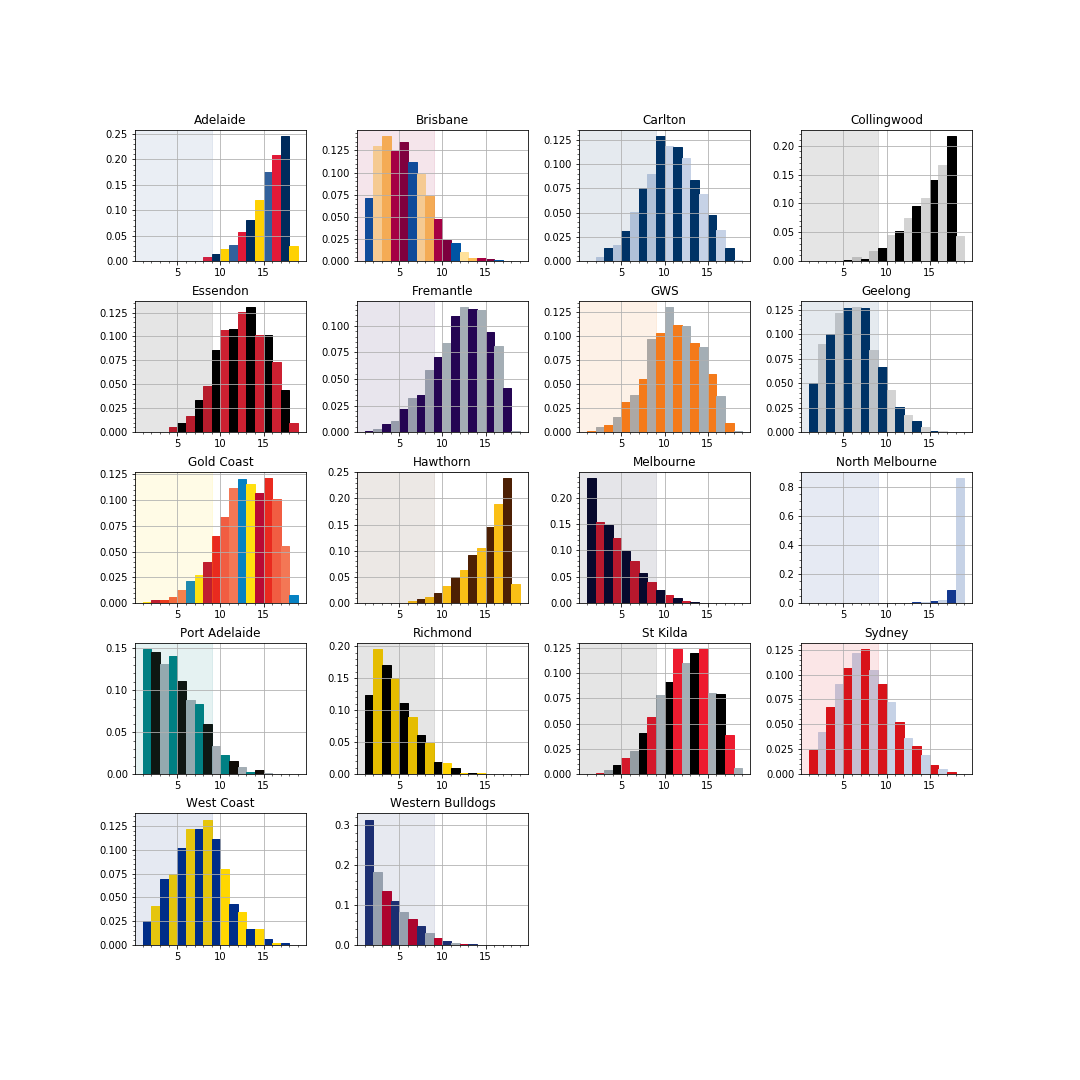 Adelaide
0.25
0.20
0.15
0.10
0.05
0.00
5 10 15
Brisbane
0.125
0.100
0.075
0.050
0.025
0.000
5 10 15
Carlton
0.125
0.100
0.075
0.050
0.025
0.000
5 10 15
Collingwood
0.20
0.15
0.10
0.05
0.00
5 10 15
Essendon
0.125
0.100
0.075
0.050
0.025
0.000
5 10 15
Fremantle
0.100
0.075
0.050
0.025
0.000
5 10 15
GWS
0.125
0.100
0.075
0.050
0.025
0.000
5 10 15
Geelong
0.125
0.100
0.075
0.050
0.025
0.000
5 10 15
Gold Coast
0.125
0.100
0.075
0.050
0.025
0.000
5 10 15
Hawthorn
0.25
0.20
0.15
0.10
0.05
0.00
5 10 15
Melbourne
0.20
0.15
0.10
0.05
0.00
5 10 15
North Melbourne
0.8
0.6
0.4
0.2
0.0
5 10 15
Port Adelaide
0.15
0.10
0.05
0.00
5 10 15
Richmond
0.20
0.15
0.10
0.05
0.00
5 10 15
St Kilda
0.125
0.100
0.075
0.050
0.025
0.000
5 10 15
Sydney
0.125
0.100
0.075
0.050
0.025
0.000
5 10 15
West Coast
0.125
0.100
0.075
0.050
0.025
0.000
5 10 15
Western Bulldogs
0.3
0.2
0.1
0.0
5 10 15